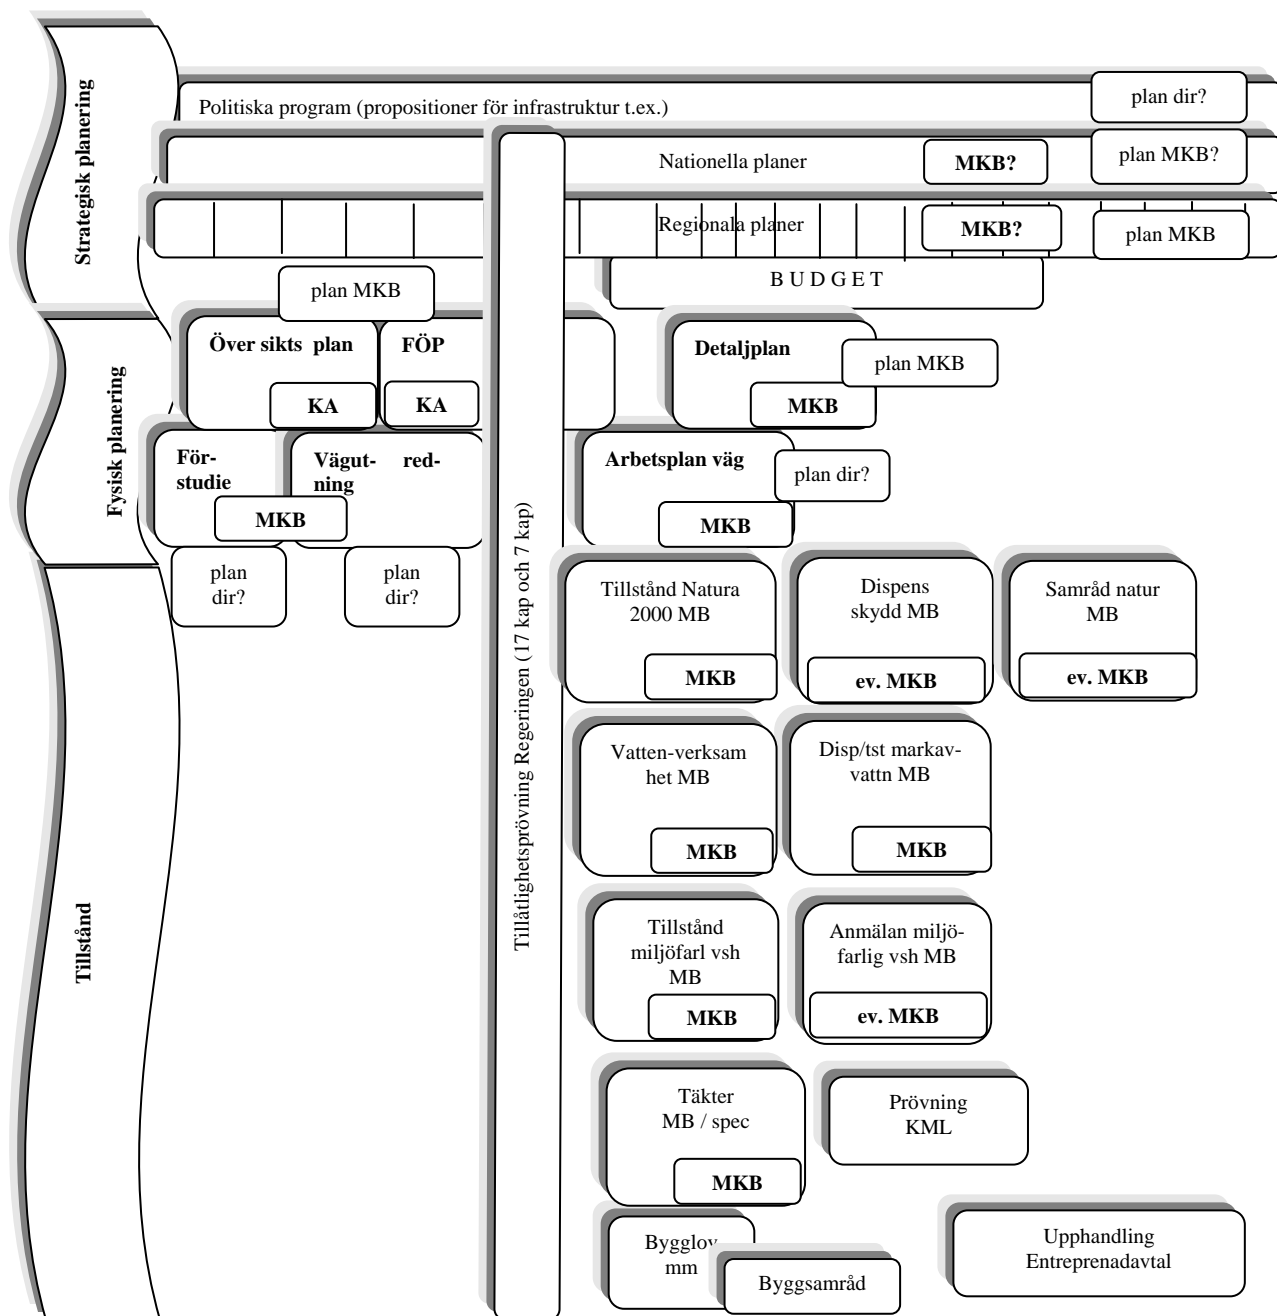 Strategisk planering
Politiska program (propositioner för infrastruktur t.ex.)
plan dir?
Nationella planer
MKB?
plan MKB?
Regionala planer
MKB?
plan MKB
B U D G E T
plan MKB
Fysisk planering
Över sikts plan
KA
FÖP
KA
Detaljplan
MKB
plan MKB
För-
studie
MKB
Vägut- red-
ning
Arbetsplan väg
MKB
plan dir?
plan
dir?
plan
dir?
Tillåtlighetsprövning Regeringen (17 kap och 7 kap)
Tillstånd
Tillstånd Natura
2000 MB
MKB
Dispens
skydd MB
ev. MKB
Samråd natur
MB
ev. MKB
Vatten-verksam
het MB
MKB
Disp/tst markav-
vattn MB
MKB
Tillstånd
miljöfarl vsh
MB
MKB
Anmälan miljö-
farlig vsh MB
ev. MKB
Täkter
MB / spec
MKB
Prövning
KML
Bygglov
mm
Byggsamråd
Upphandling
Entreprenadavtal